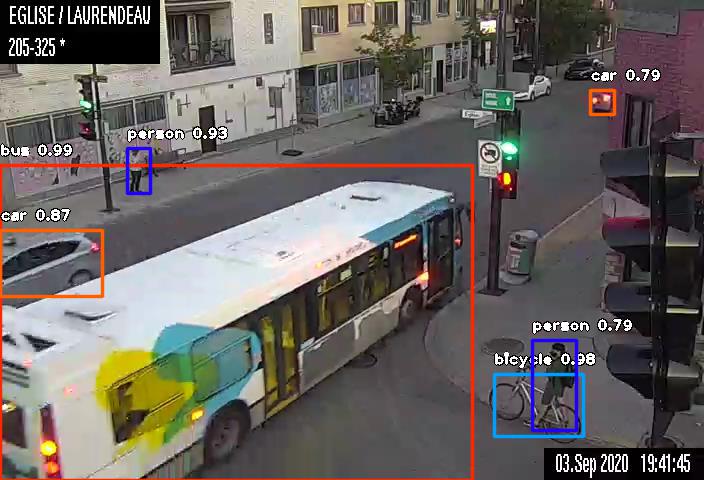 EGLISE / LAURENDEAU
205-325 *
car 0.79
person 0.93
bus 0.99
car 0.87
person 0.79
bicycle 0.98
03.Sep 2020 19:41:45